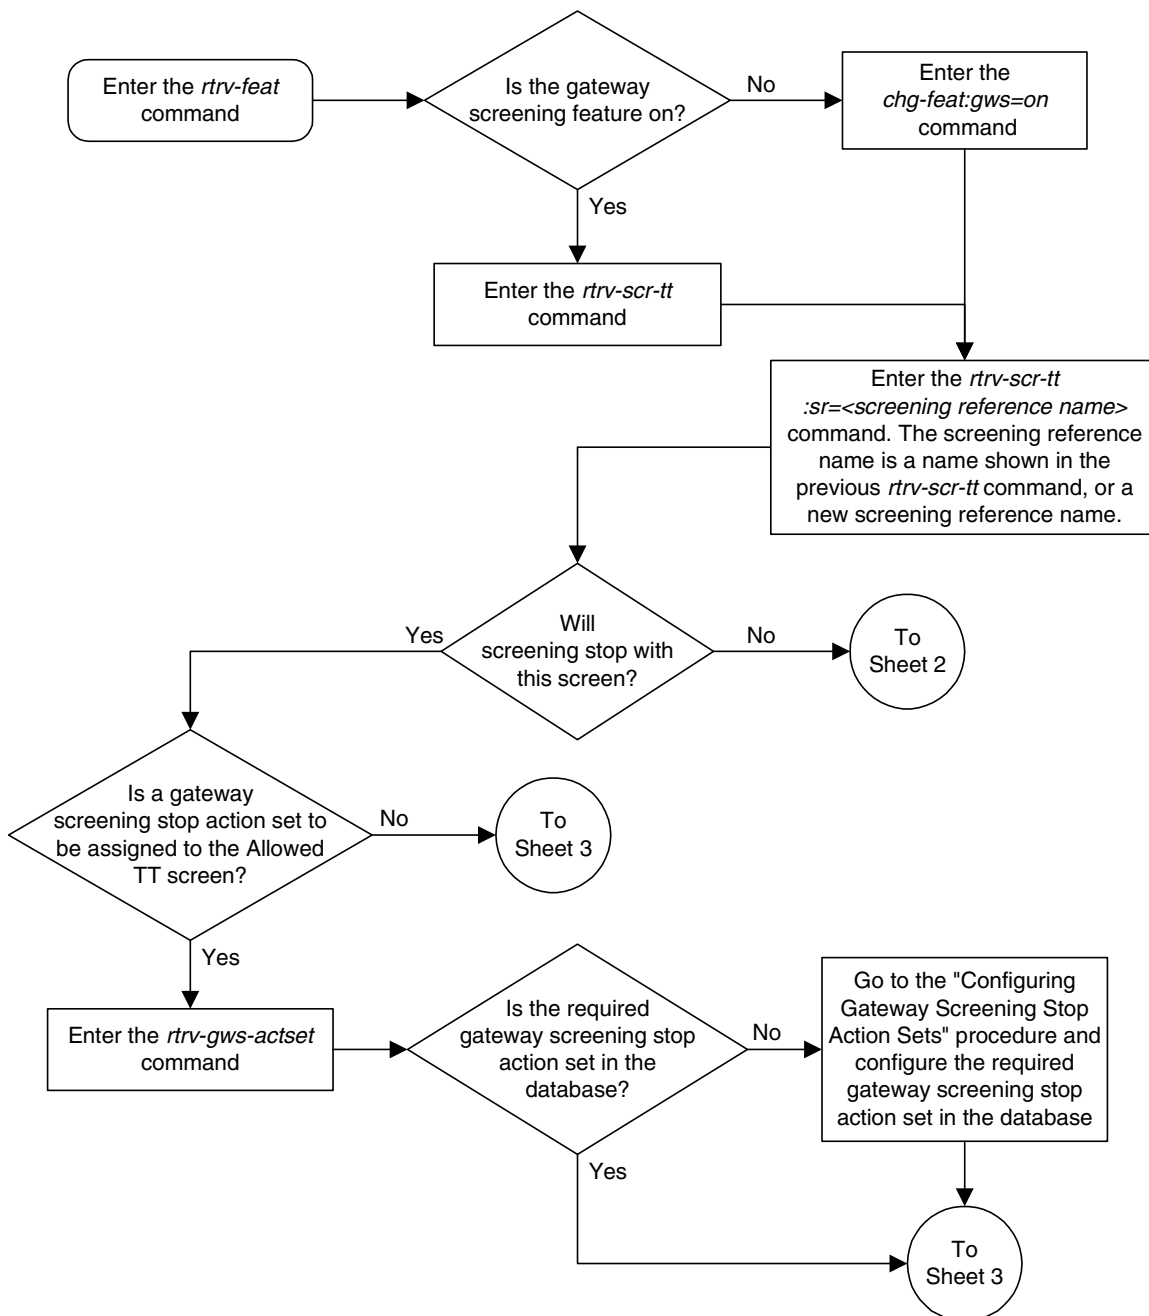 Enter the rtrv-feat
command
Is the gateway
screening feature on?
No
Enter the
chg-feat:gws=on
command
Yes
Enter the rtrv-scr-tt
command
Enter the rtrv-scr-tt
:sr=<screening reference name>
command. The screening reference
name is a name shown in the
previous rtrv-scr-tt command, or a
new screening reference name.
Will
screening stop with
this screen?
Yes
No
To
Sheet 2
Is a gateway
screening stop action set to
be assigned to the Allowed
TT screen?
No
To
Sheet 3
Yes
Enter the rtrv-gws-actset
command
Is the required
gateway screening stop
action set in the
database?
No
Go to the "Configuring
Gateway Screening Stop
Action Sets" procedure and
configure the required
gateway screening stop
action set in the database
Yes
To
Sheet 3